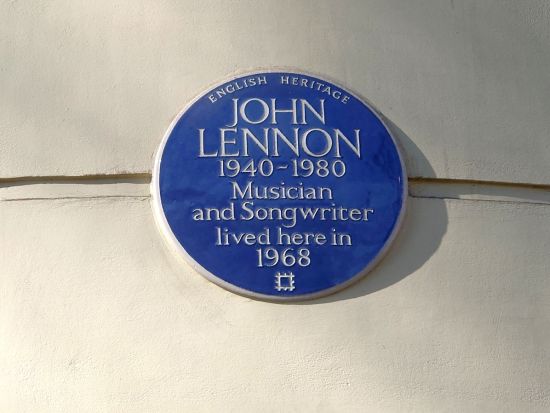 ENGLISH HERITAGE
JOHN
LENNON
1940-1980
Musician
and Songwriter
lived here in
1968